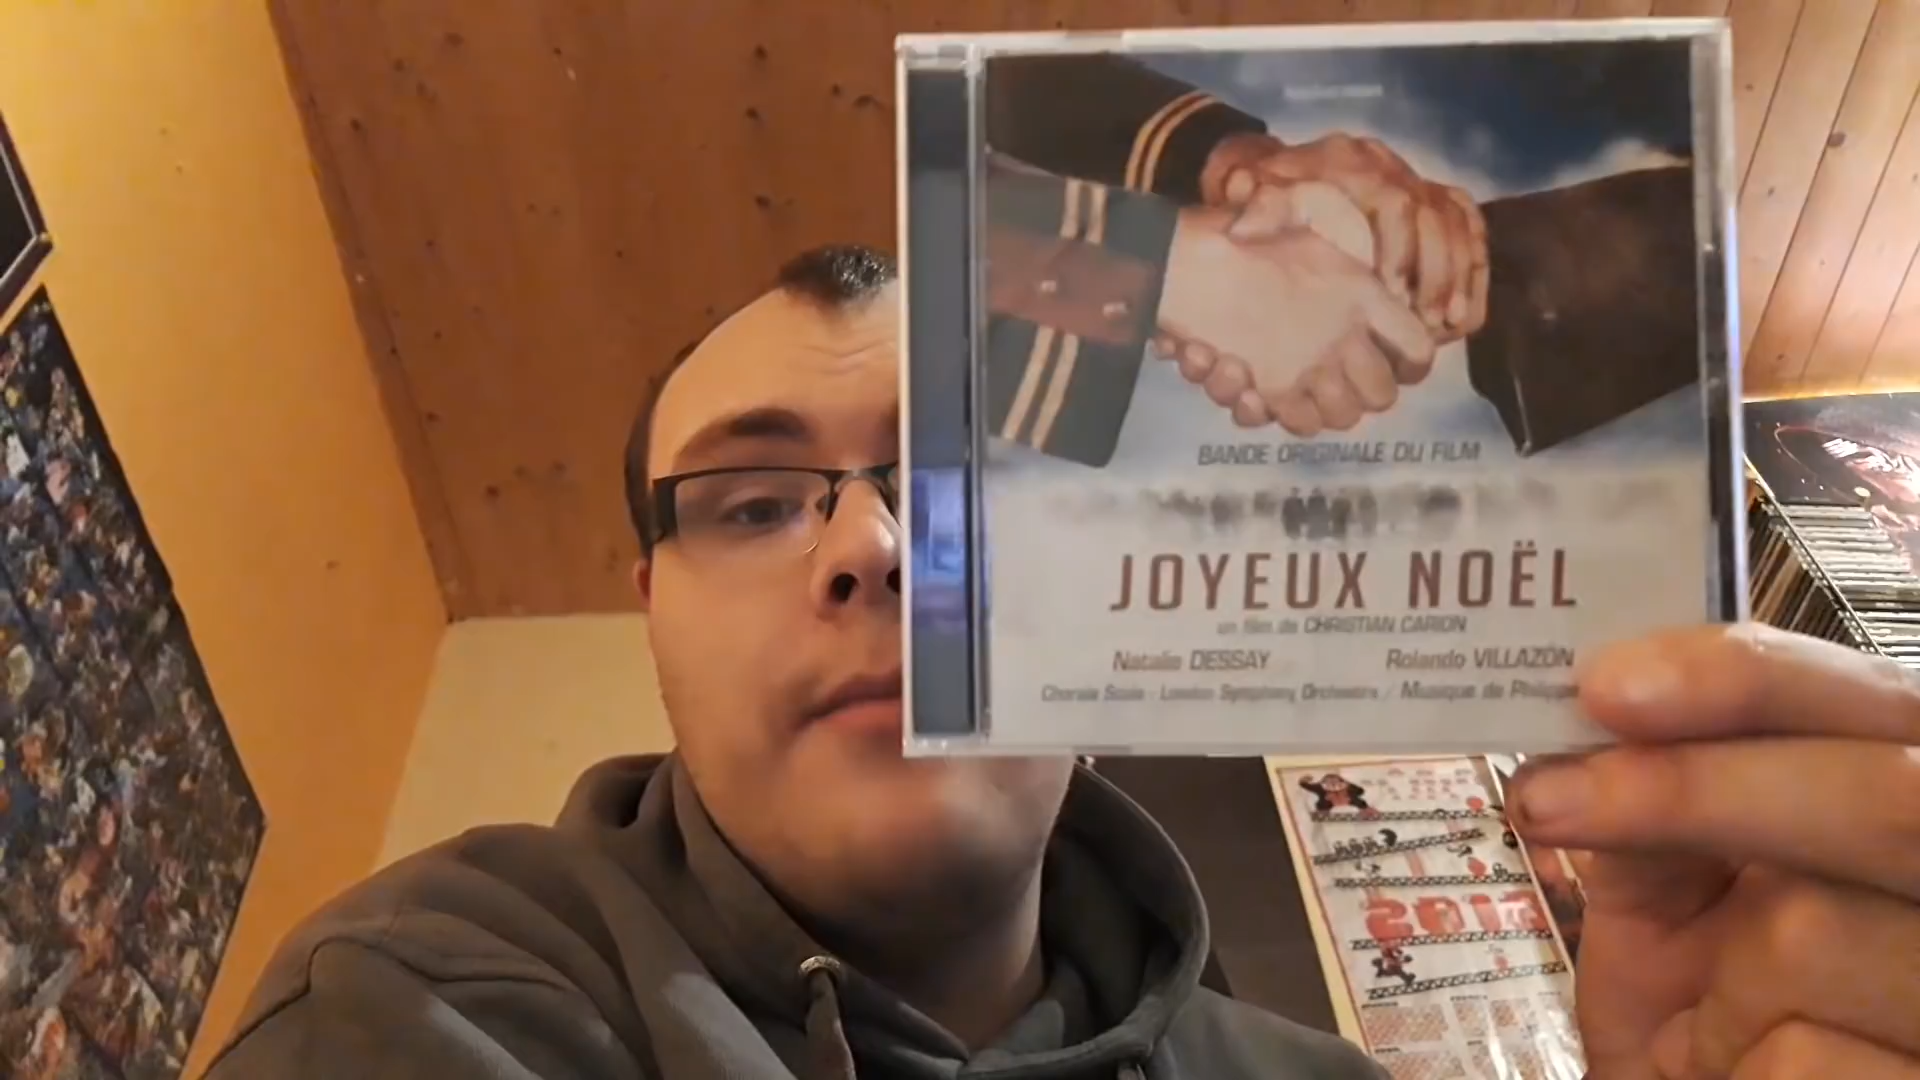 BANDE ORIGINALE DU FILM
JOYEUX NOËL
un film de CHRISTIAN CARION
Natalie DESSAY Rolando VILLAZÓN
Chorale Scala - London Symphony Orchestra / Musique de Philippe